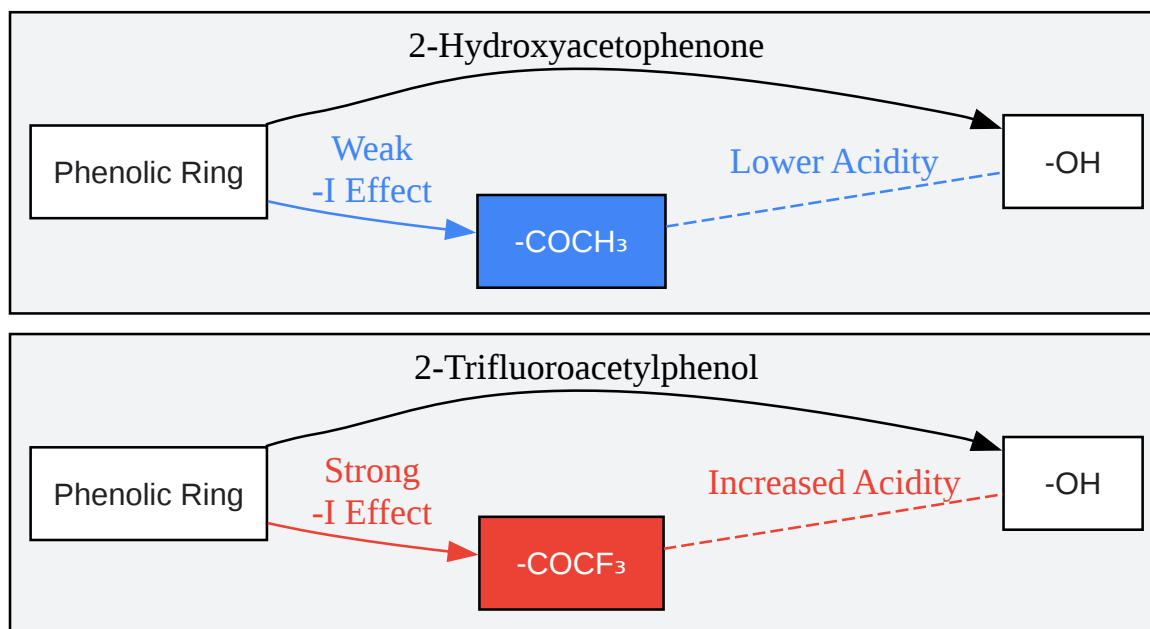 2-Hydroxyacetophenone
Phenolic Ring
Weak
-I Effect
-COCH₃
Lower Acidity
-OH
2-Trifluoroacetylphenol
Phenolic Ring
Strong
-I Effect
-COCF₃
Increased Acidity
-OH